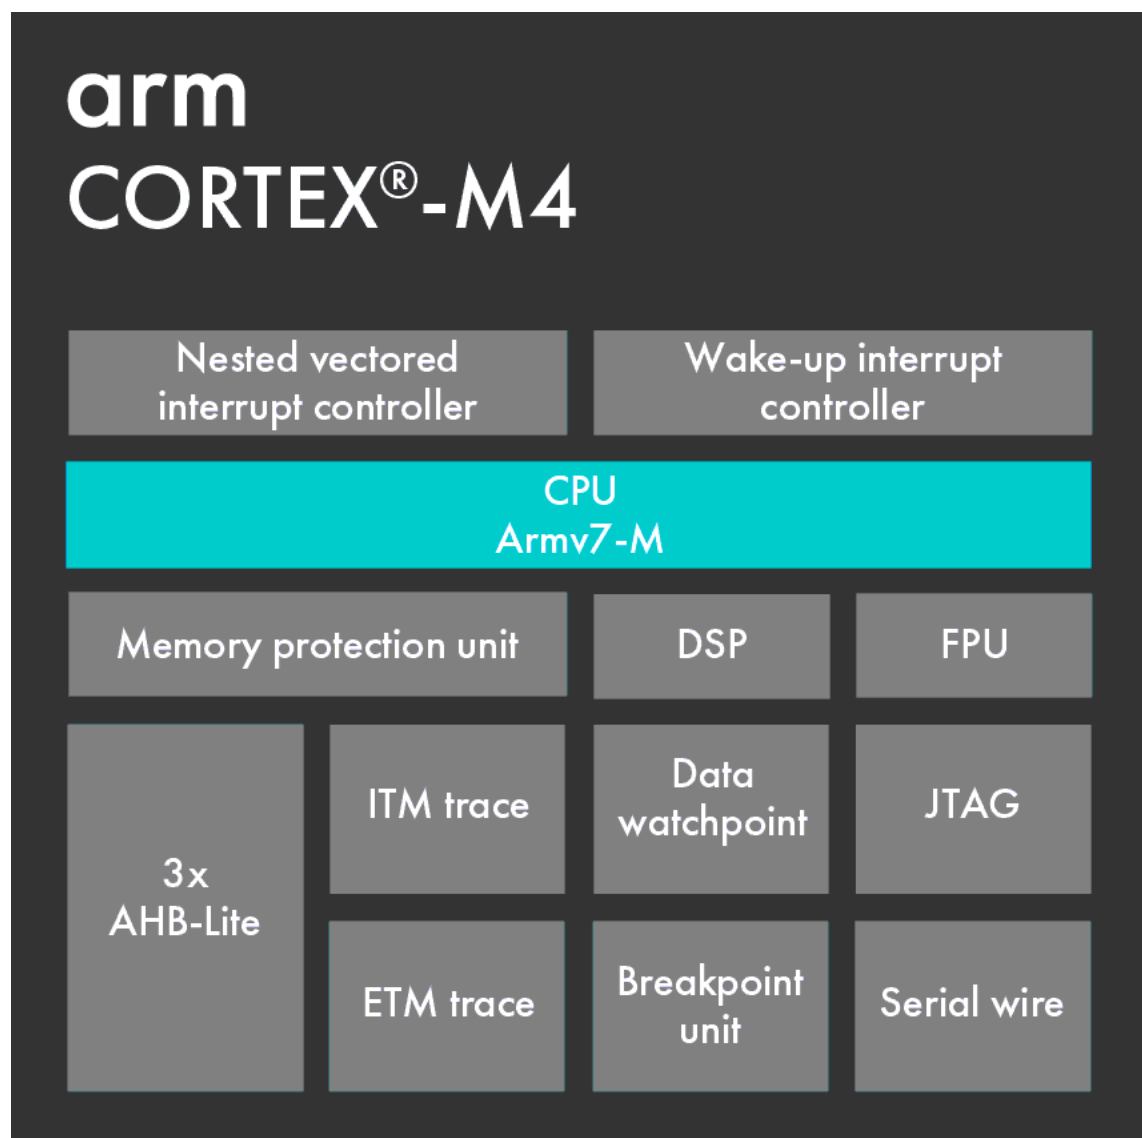 arm
CORTEX®-M4
Nested vectored
interrupt controller
Wake-up interrupt
controller
CPU
Armv7-M
Memory protection unit
DSP
FPU
3x
AHB-Lite
ITM trace
Data
watchpoint
JTAG
ETM trace
Breakpoint
unit
Serial wire